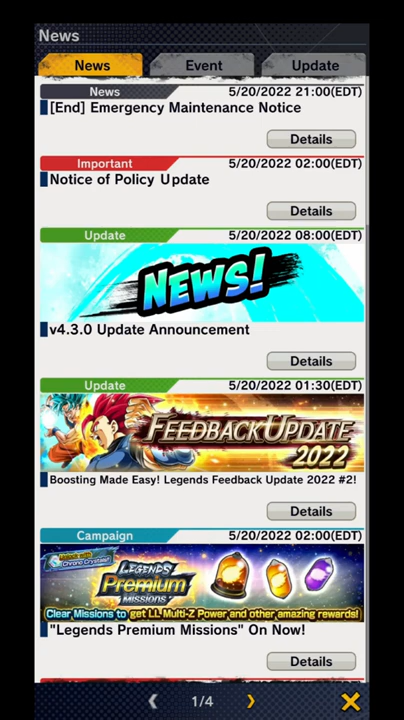 News
News
Event
Update
News
5/20/2022 21:00(EDT)
[End] Emergency Maintenance Notice
Details
Important
5/20/2022 02:00(EDT)
Notice of Policy Update
Details
Update
5/20/2022 08:00(EDT)
NEWS!
v4.3.0 Update Announcement
Details
Update
5/20/2022 01:30(EDT)
FEEDBACK UPDATE
2022
Boosting Made Easy! Legends Feedback Update 2022 #2!
Details
Campaign
5/20/2022 02:00(EDT)
Chrono Crystals!
LEGENDS
Premium
MISSIONS
Clear Missions to get LL Multi-Z Power and other amazing rewards!
"Legends Premium Missions" On Now!
Details
1/4